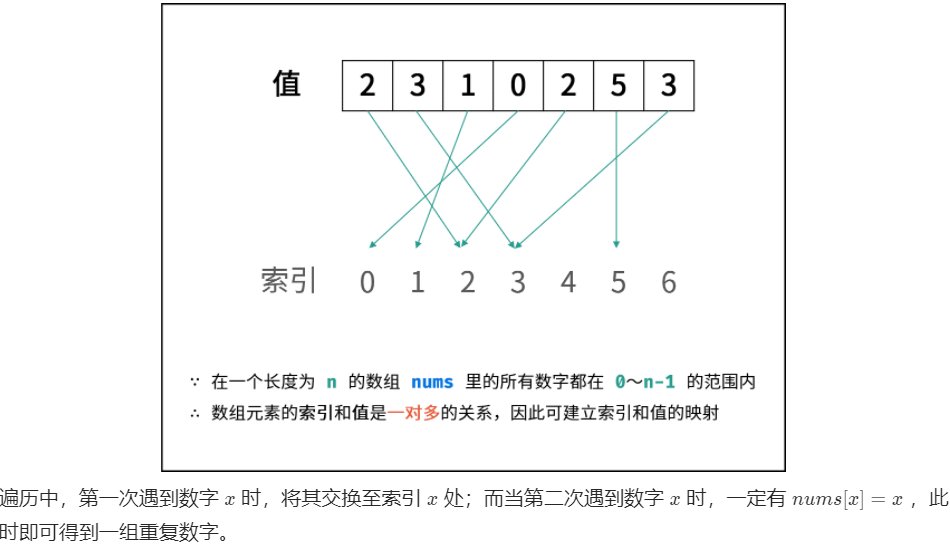 值 2 3 1 0 2 5 3
索引 0 1 2 3 4 5 6
∵ 在一个长度为 n 的数组 nums 里的所有数字都在 0～n-1 的范围内
∴ 数组元素的索引和值是一对多的关系，因此可建立索引和值的映射
遍历中，第一次遇到数字 x 时，将其交换至索引 x 处；而当第二次遇到数字 x 时，一定有 nums[x] = x ，此
时即可得到一组重复数字。